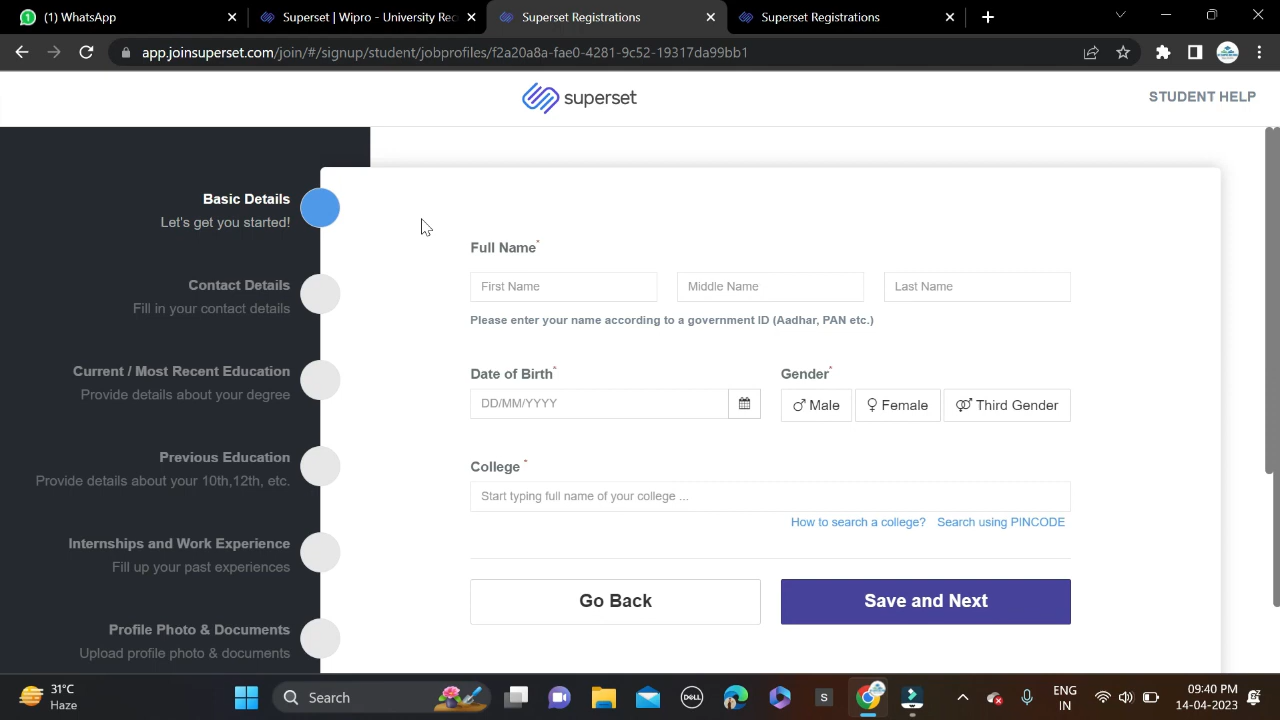 (1) WhatsApp
Superset | Wipro - University Rec
Superset Registrations
Superset Registrations
app.joinsuperset.com/join/#/signup/student/jobprofiles/f2a20a8a-fae0-4281-9c52-19317da99bb1
superset
STUDENT HELP
Basic Details
Let's get you started!
Contact Details
Fill in your contact details
Current / Most Recent Education
Provide details about your degree
Previous Education
Provide details about your 10th,12th, etc.
Internships and Work Experience
Fill up your past experiences
Profile Photo & Documents
Upload profile photo & documents
Full Name*
First Name
Middle Name
Last Name
Please enter your name according to a government ID (Aadhar, PAN etc.)
Date of Birth*
DD/MM/YYYY
Gender*
Male
Female
Third Gender
College *
Start typing full name of your college ...
How to search a college?
Search using PINCODE
Go Back
Save and Next
31°C
Haze
Search
DELL
S
ENG
IN
09:40 PM
14-04-2023